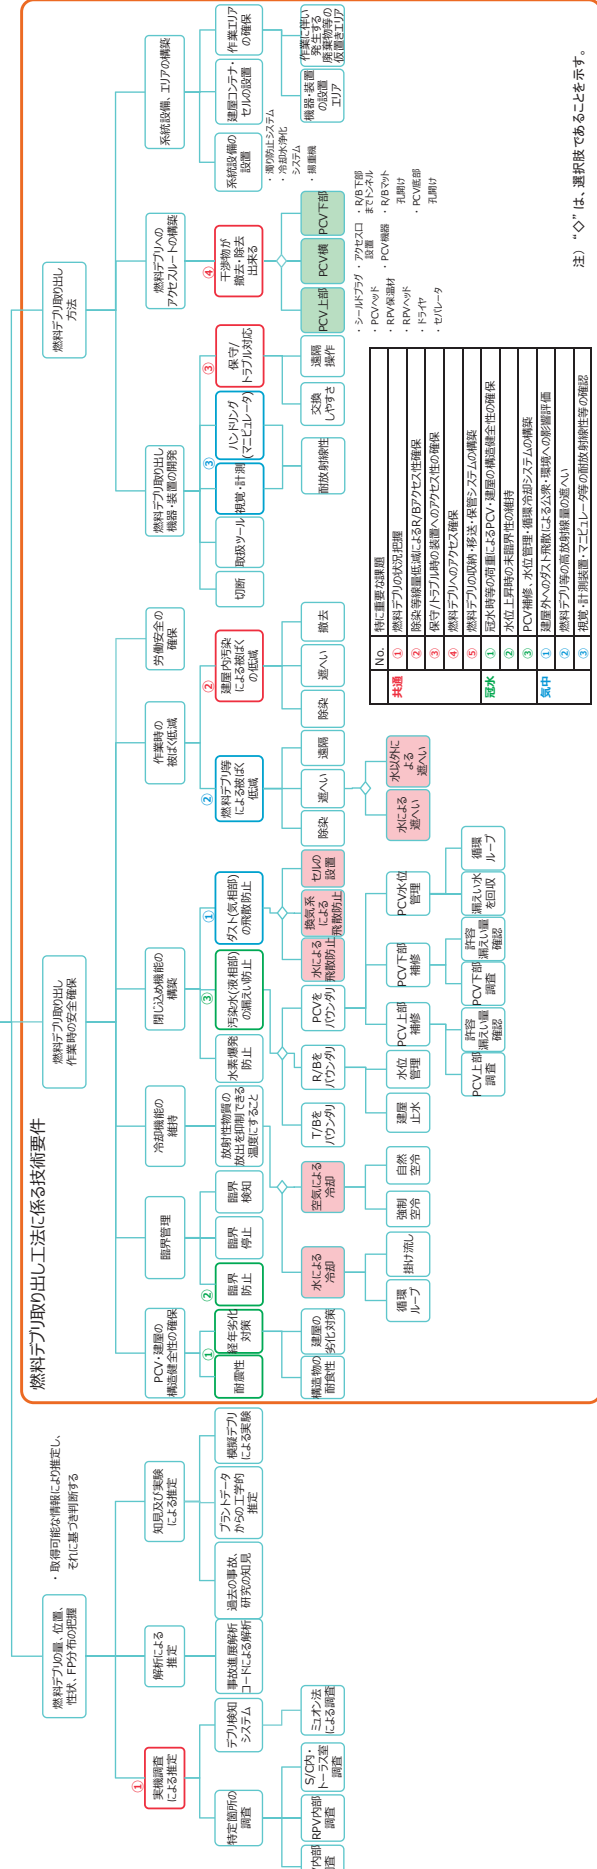 燃料デブリの量、位置、
性状、FP分布の把握
・取得可能な情報により推定し、
それに基づき判断する
①
実機調査
による推定
解析による
推定
知見及び実験
による推定
特定箇所の
調査
デブリ検知
システム
事故進展解析
コードによる解析
過去の事故、
研究の知見
プラントデータ
からの工学的
推定
模擬デブリ
による実験
RPV内部
調査
S/C内・
トーラス室
調査
ミュオン法
による調査
燃料デブリ取り出し工法に係る技術要件
燃料デブリ取り出し
作業時の安全確保
PCV・建屋の
構造健全性の確保
臨界管理
冷却機能の
維持
閉じ込め機能の
構築
作業時の
被ばく低減
労働安全の
確保
耐震性
①
経年劣化
対策
②
臨界
防止
臨界
停止
臨界
検知
放射性物質の
放出を抑制できる
温度にすること
水素爆発
防止
③
汚染水(液相部)
の漏えい防止
①
ダスト(気相部)
の飛散防止
②
燃料デブリ等
による被ばく
低減
②
建屋内汚染
による被ばく
の低減
構造物の
耐食性
建屋の
劣化対策
水による
冷却
空気による
冷却
T/Bを
バウンダリ
R/Bを
バウンダリ
PCVを
バウンダリ
水による
飛散防止
換気系
による
飛散防止
セルの
設置
除染
遮へい
遠隔
除染
遮へい
撤去
循環
ループ
掛け流し
強制
空冷
自然
空冷
建屋
止水
水位
管理
PCV上部
補修
PCV下部
補修
PCV水位
管理
水による
遮へい
水以外に
よる
遮へい
PCV上部
調査
許容
漏えい量
確認
PCV下部
調査
許容
漏えい量
確認
漏えい水
を回収
循環
ループ
燃料デブリ取り出し
方法
燃料デブリ取り出し
機器・装置の開発
燃料デブリへの
アクセスルートの構築
系統設備、エリアの構築
切断
取扱ツール
視覚・計測
③
ハンドリング
(マニピュレータ)
③
保守/
トラブル対応
④
干渉物が
撤去・除去
出来る
系統設備の
設置
建屋コンテナ・
セルの設置
作業エリア
の確保
・濁り防止システム
・冷却水浄化
システム
・揚重機
耐放射線性
交換
しやすさ
遠隔
操作
PCV上部
PCV横
PCV下部
機器・装置
の設置
エリア
作業に伴い
発生する
廃棄物等の
仮置きエリア
・シールドプラグ
・PCVヘッド
・RPV保温材
・RPVヘッド
・ドライヤ
・セパレータ
・アクセス口
設置
・PCV機器
・R/B下部
までトンネル
・R/Bマット
孔開け
・PCV底部
孔開け
No. 特に重要な課題
共通 ① 燃料デブリの状況把握
② 除染等線量低減によるR/Bアクセス性確保
③ 保守/トラブル時の装置へのアクセス性の確保
④ 燃料デブリへのアクセス確保
⑤ 燃料デブリの収納・移送・保管システムの構築
冠水 ① 冠水時等の荷重によるPCV・建屋の構造健全性の確保
② 水位上昇時の未臨界性の維持
③ PCV補修、水位管理・循環冷却システムの構築
気中 ① 建屋外へのダスト飛散による公衆・環境への影響評価
② 燃料デブリ等の高放射線量の遮へい
③ 視覚・計測装置・マニピュレータ等の耐放射線性等の確認
注) “◇” は、選択肢であることを示す。